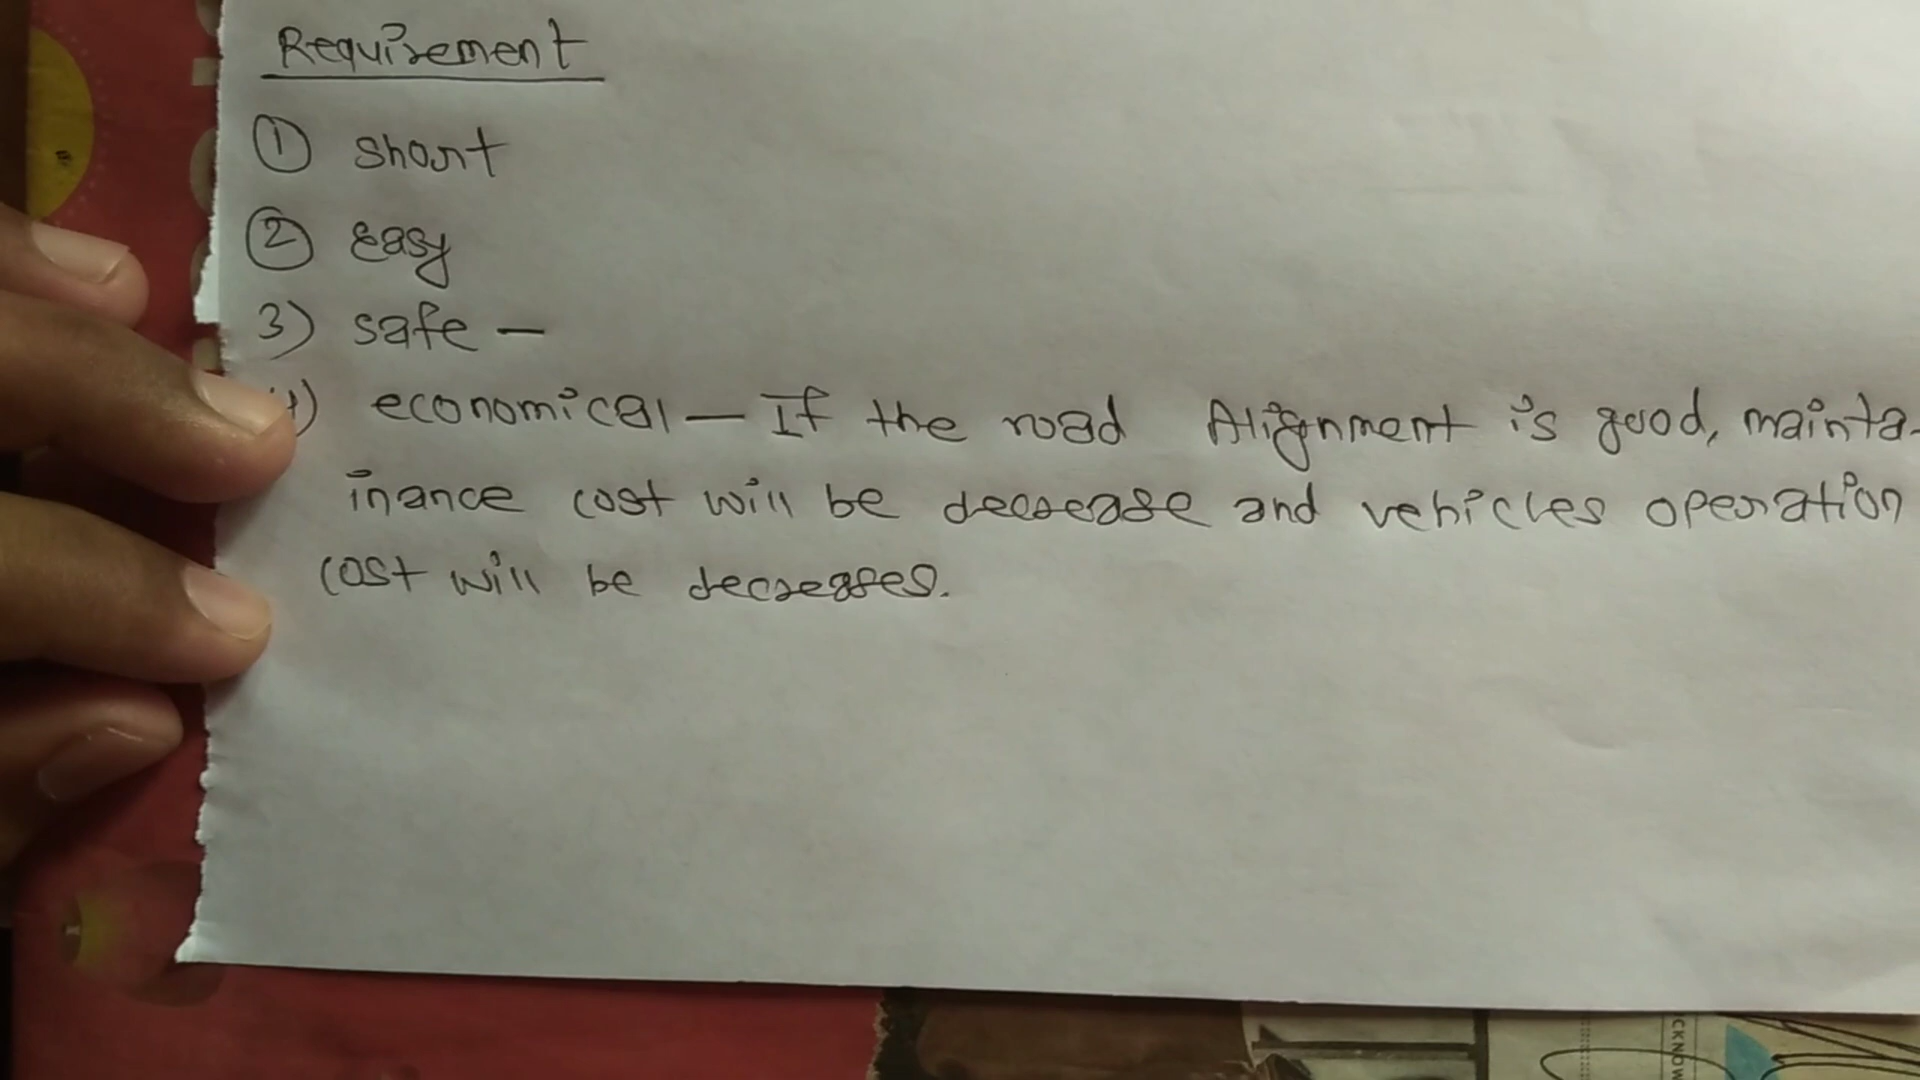 Requirement
① short
② easy
3) safe –
4) economical – If the road Alignment is good, mainta-
inance cost will be decrease and vehicles operation
cost will be decreases.
CKNOW